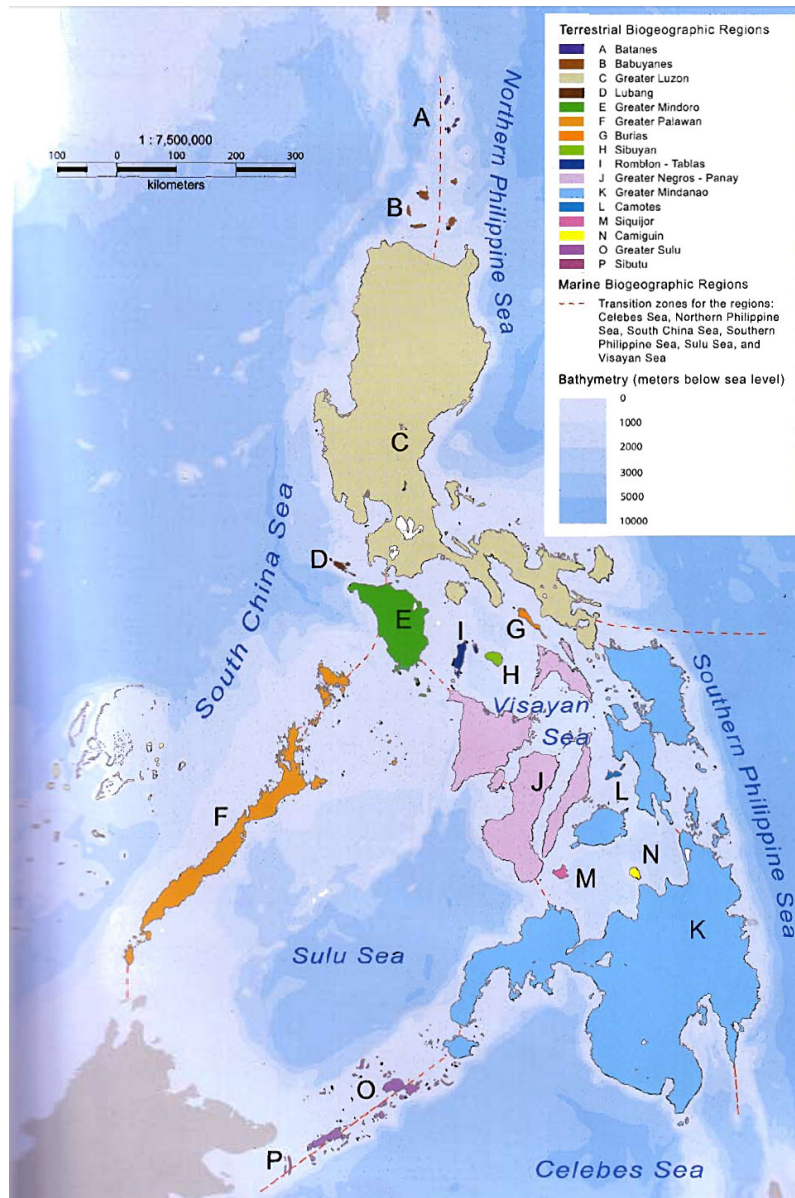 Terrestrial Biogeographic Regions
A Batanes
B Babuyanes
C Greater Luzon
D Lubang
E Greater Mindoro
F Greater Palawan
G Burias
H Sibuyan
I Romblon - Tablas
J Greater Negros - Panay
K Greater Mindanao
L Camotes
M Siquijor
N Camiguin
O Greater Sulu
P Sibutu
Marine Biogeographic Regions
Transition zones for the regions:
Celebes Sea, Northern Philippine
Sea, South China Sea, Southern
Philippine Sea, Sulu Sea, and
Visayan Sea
Bathymetry (meters below sea level)
0
1000
2000
3000
5000
10000
1 : 7,500,000
100 0 100 200 300
kilometers
Northern Philippine Sea
A
B
C
South China Sea
D
E
I
G
H
Visayan
Sea
Southern Philippine Sea
F
J
L
M
N
K
Sulu Sea
O
P
Celebes Sea